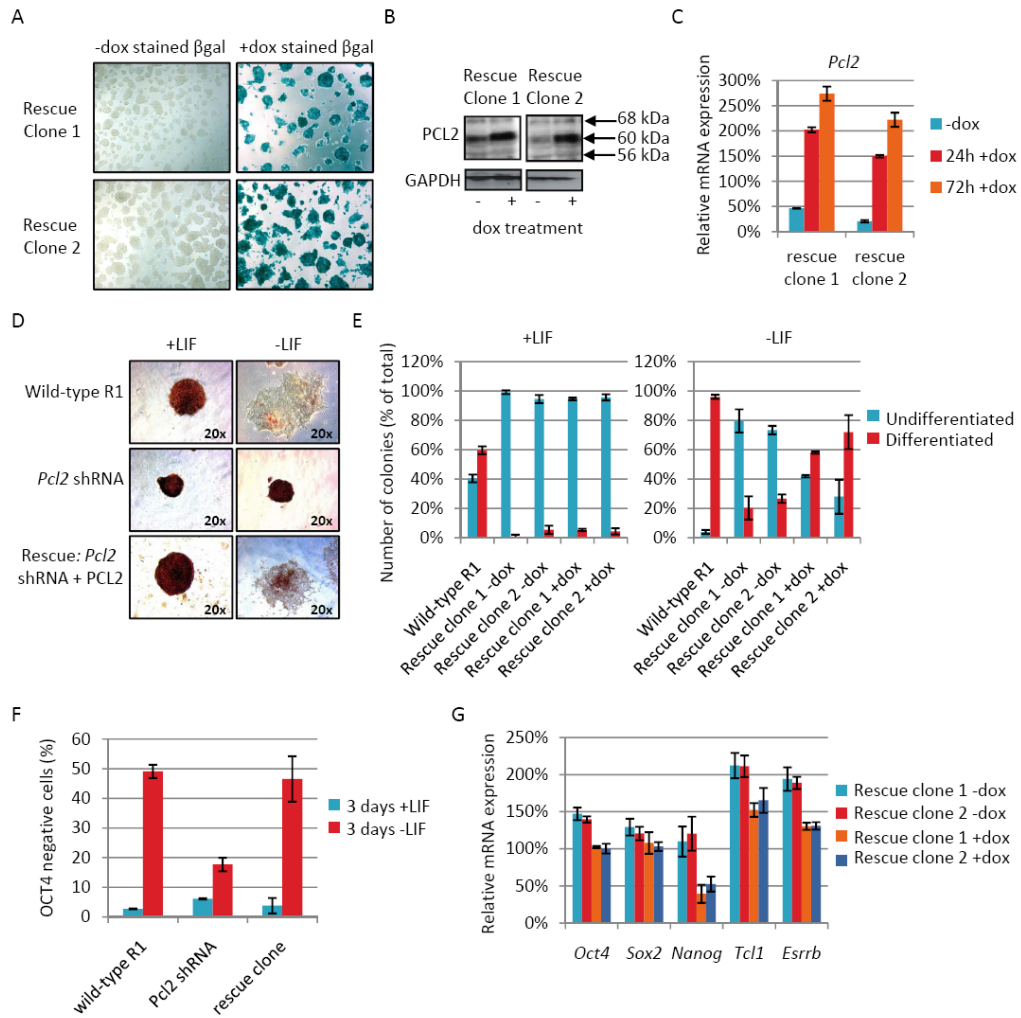 A
-dox stained βgal +dox stained βgal
Rescue
Clone 1
Rescue
Clone 2
B
Rescue Rescue
Clone 1 Clone 2
PCL2
68 kDa
60 kDa
56 kDa
GAPDH
- + - +
dox treatment
C
Pcl2
Relative mRNA expression
300%
250%
200%
150%
100%
50%
0%
rescue rescue
clone 1 clone 2
-dox
24h +dox
72h +dox
D
+LIF -LIF
Wild-type R1
20x 20x
Pcl2 shRNA
20x 20x
Rescue: Pcl2
shRNA + PCL2
20x 20x
E
+LIF
Number of colonies (% of total)
120%
100%
80%
60%
40%
20%
0%
Wild-type R1
Rescue clone 1 -dox
Rescue clone 2 -dox
Rescue clone 1 +dox
Rescue clone 2 +dox
-LIF
120%
100%
80%
60%
40%
20%
0%
Wild-type R1
Rescue clone 1 -dox
Rescue clone 2 -dox
Rescue clone 1 +dox
Rescue clone 2 +dox
Undifferentiated
Differentiated
F
OCT4 negative cells (%)
60
50
40
30
20
10
0
wild-type R1
Pcl2 shRNA
rescue clone
3 days +LIF
3 days -LIF
G
Relative mRNA expression
250%
200%
150%
100%
50%
0%
Oct4 Sox2 Nanog Tcl1 Esrrb
Rescue clone 1 -dox
Rescue clone 2 -dox
Rescue clone 1 +dox
Rescue clone 2 +dox